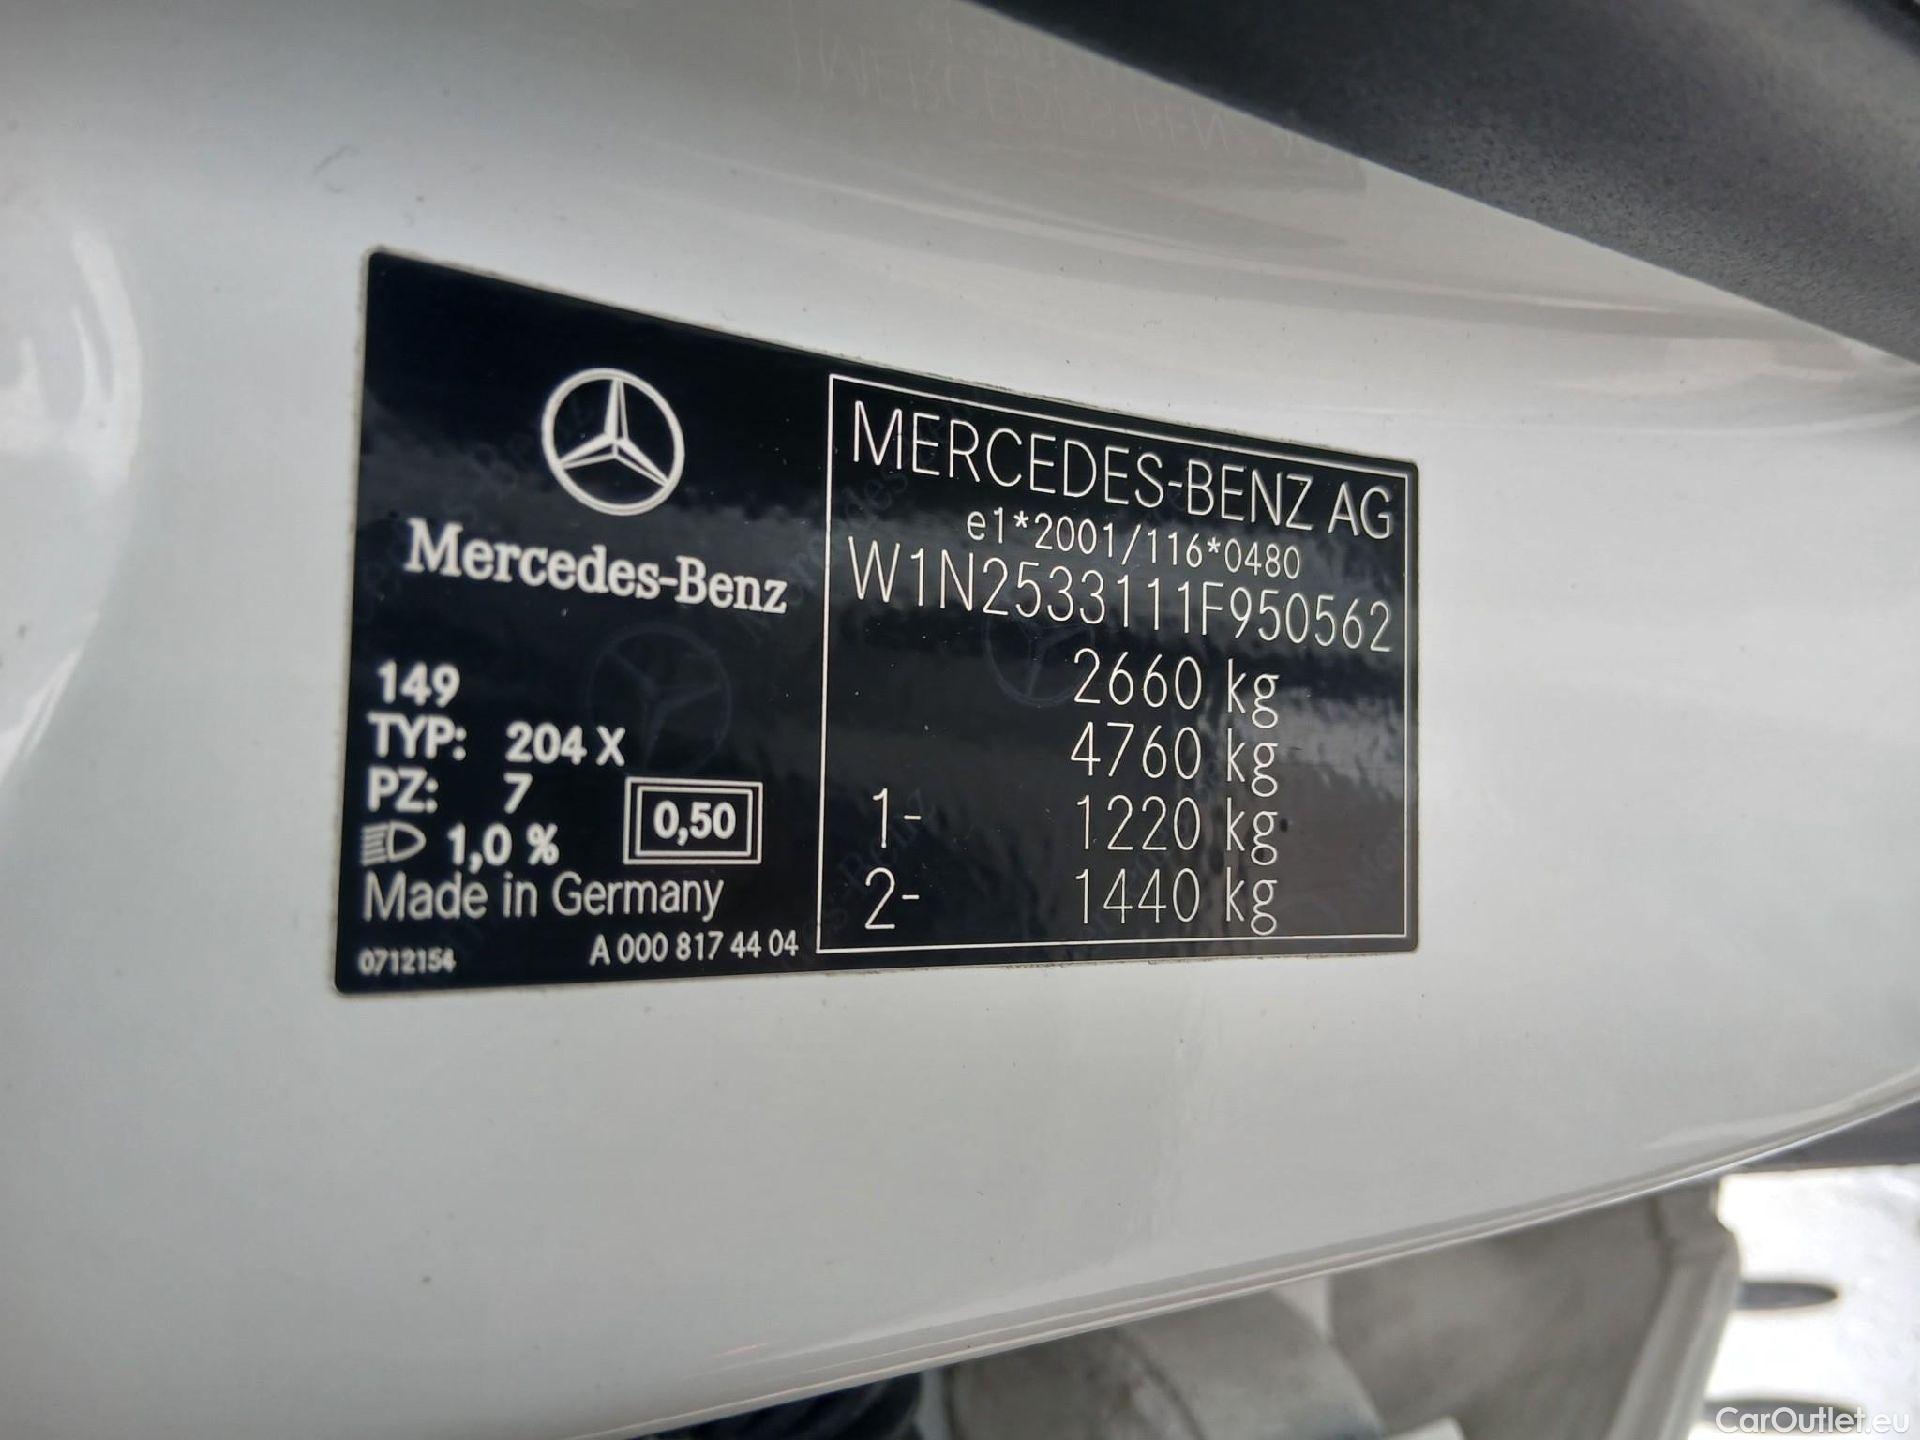 Mercedes-Benz
149
TYP: 204 X
PZ: 7
1,0 %
0,50
Made in Germany
0712154
A 000 817 44 04
MERCEDES-BENZ AG
e1*2001/116*0480
W1N2533111F950562
2660 kg
4760 kg
1- 1220 kg
2- 1440 kg
CarOutlet.eu